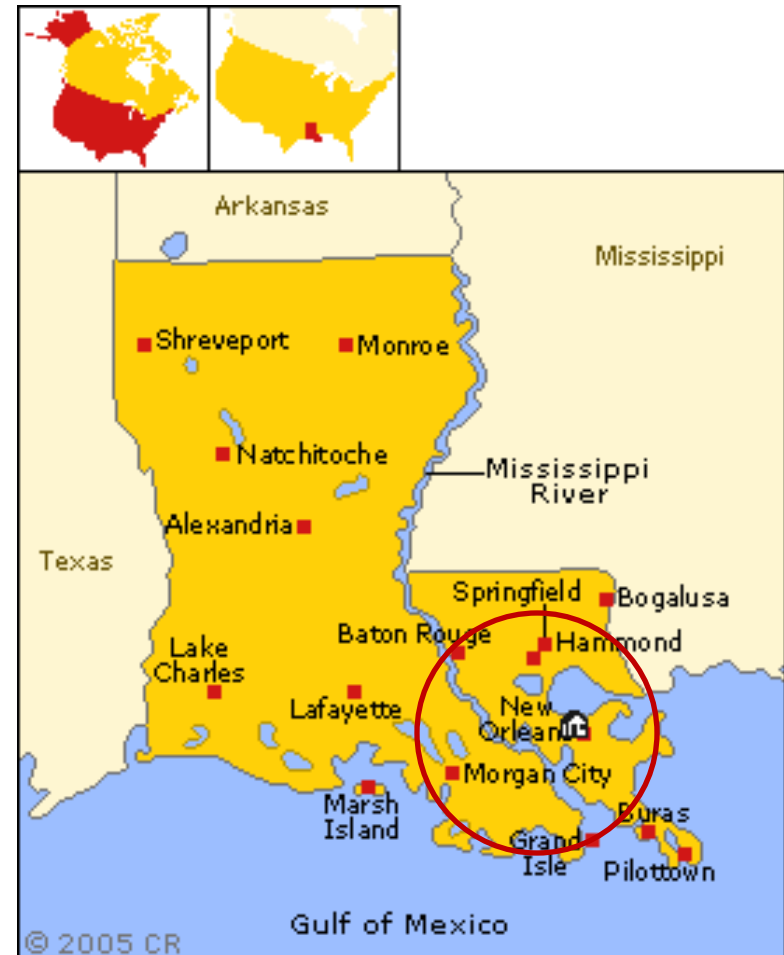 Arkansas
Mississippi
Shreveport
Monroe
Natchitoche
Mississippi
River
Alexandria
Texas
Springfield
Bogalusa
Baton Rouge
Hammond
Lake
Charles
Lafayette
New
Orlean
Morgan City
Marsh
Island
Buras
Grand
Isle
Pilottown
Gulf of Mexico
© 2005 CR